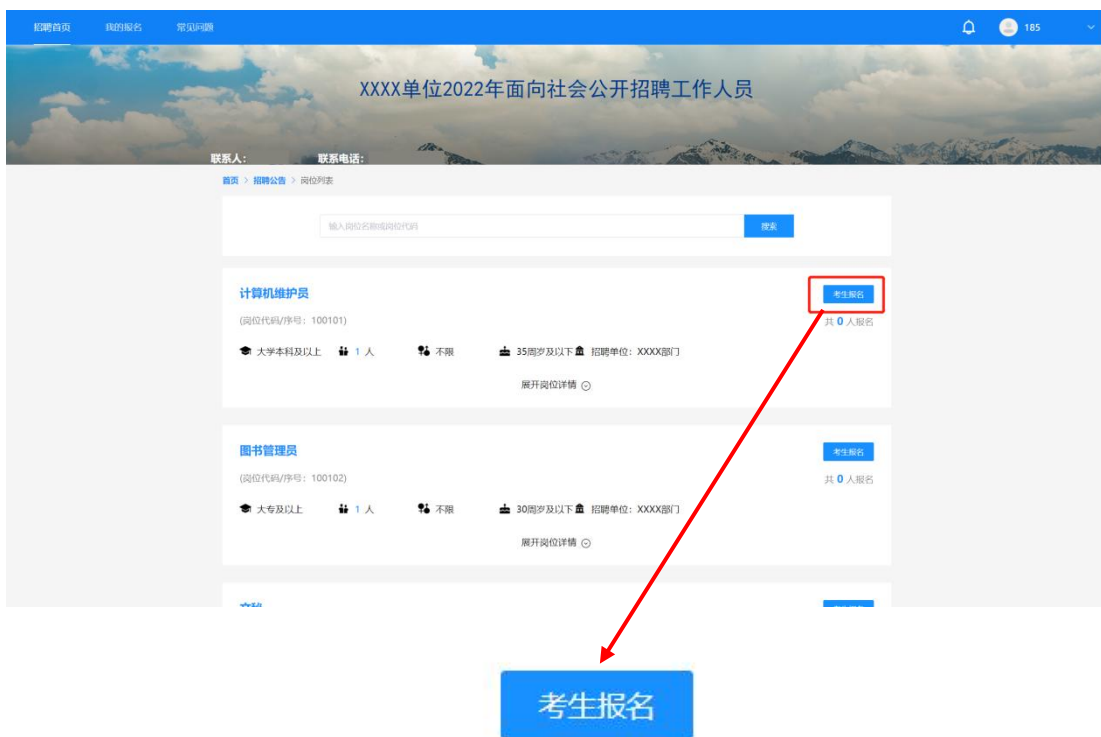 招聘首页 我的报名 常见问题 185
XXXX单位2022年面向社会公开招聘工作人员
联系人: 联系电话:
首页 > 招聘公告 > 岗位列表
输入岗位名称或岗位代码 搜索
计算机维护员 考生报名
(岗位代码/序号: 100101) 共 0 人报名
大学本科及以上 1 人 不限 35周岁及以下 招聘单位: XXXX部门
展开岗位详情
图书管理员 考生报名
(岗位代码/序号: 100102) 共 0 人报名
大专及以上 1 人 不限 30周岁及以下 招聘单位: XXXX部门
展开岗位详情
考生报名